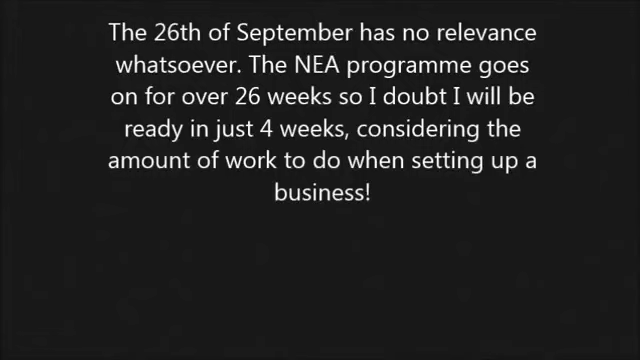 The 26th of September has no relevance
whatsoever. The NEA programme goes
on for over 26 weeks so I doubt I will be
ready in just 4 weeks, considering the
amount of work to do when setting up a
business!